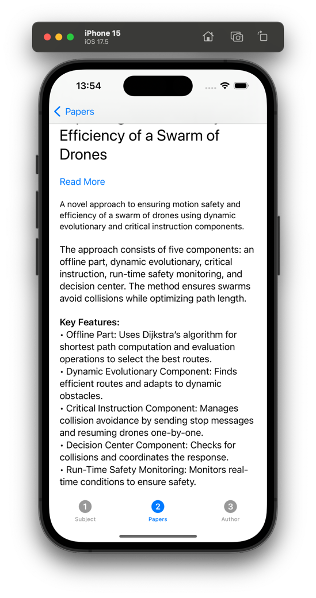 iPhone 15
iOS 17.5
13:54
Papers
Efficiency of a Swarm of
Drones
Read More
A novel approach to ensuring motion safety and
efficiency of a swarm of drones using dynamic
evolutionary and critical instruction components.
The approach consists of five components: an
offline part, dynamic evolutionary, critical
instruction, run-time safety monitoring, and
decision center. The method ensures swarms
avoid collisions while optimizing path length.
Key Features:
• Offline Part: Uses Dijkstra's algorithm for
shortest path computation and evaluation
operations to select the best routes.
• Dynamic Evolutionary Component: Finds
efficient routes and adapts to dynamic
obstacles.
• Critical Instruction Component: Manages
collision avoidance by sending stop messages
and resuming drones one-by-one.
• Decision Center Component: Checks for
collisions and coordinates the response.
• Run-Time Safety Monitoring: Monitors real-
time conditions to ensure safety.
1 2 3
Subject Papers Author